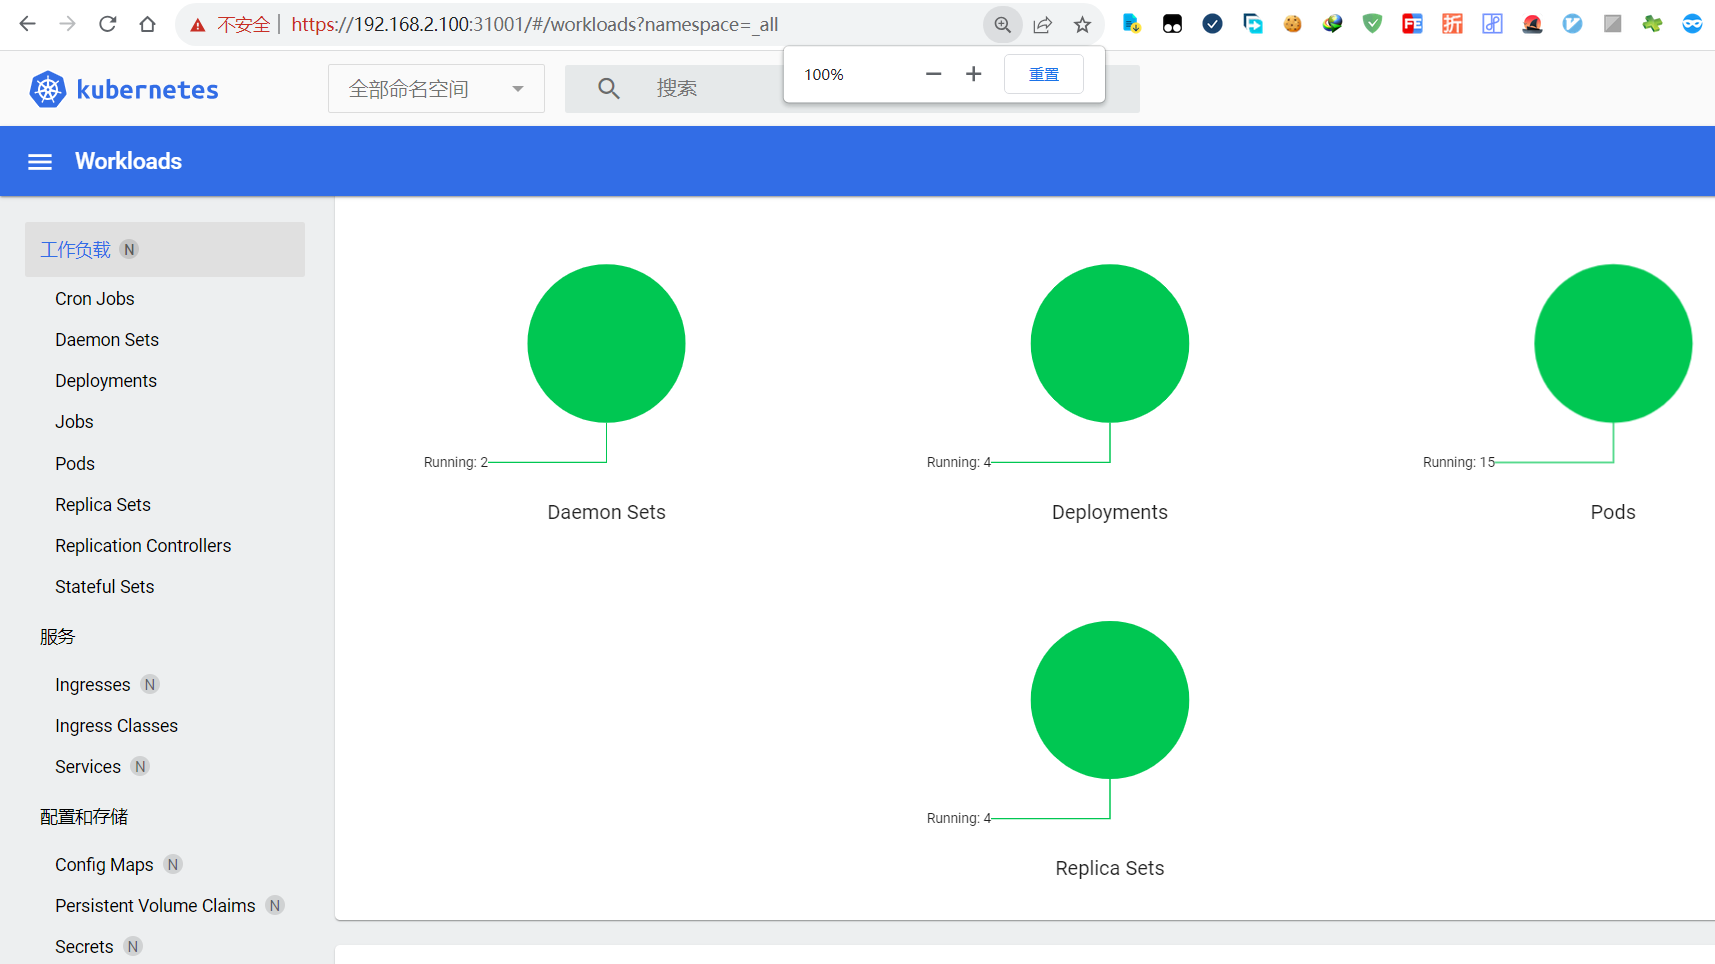 不安全 | https://192.168.2.100:31001/#/workloads?namespace=_all
100%
重置
kubernetes
全部命名空间
搜索
Workloads
工作负载 N
Cron Jobs
Daemon Sets
Deployments
Jobs
Pods
Replica Sets
Replication Controllers
Stateful Sets
服务
Ingresses N
Ingress Classes
Services N
配置和存储
Config Maps N
Persistent Volume Claims N
Secrets N
Running: 2
Daemon Sets
Running: 4
Deployments
Running: 15
Pods
Running: 4
Replica Sets
FE
折